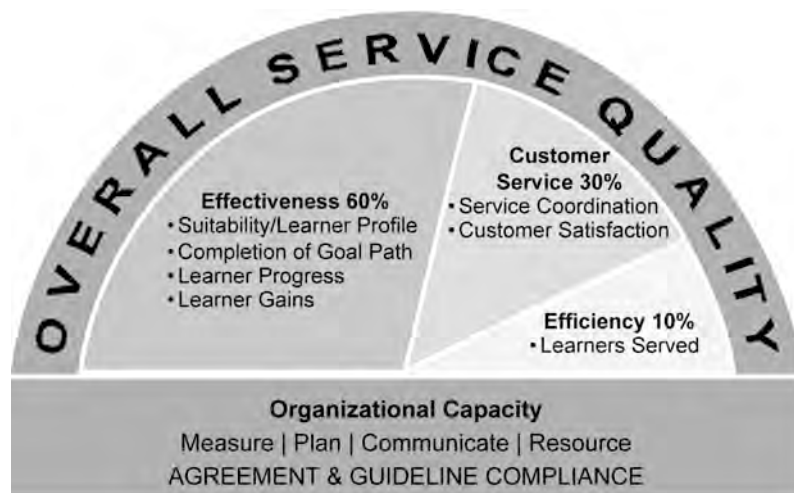 OVERALL SERVICE QUALITY
Effectiveness 60%
• Suitability/Learner Profile
• Completion of Goal Path
• Learner Progress
• Learner Gains
Customer
Service 30%
• Service Coordination
• Customer Satisfaction
Efficiency 10%
• Learners Served
Organizational Capacity
Measure | Plan | Communicate | Resource
AGREEMENT & GUIDELINE COMPLIANCE